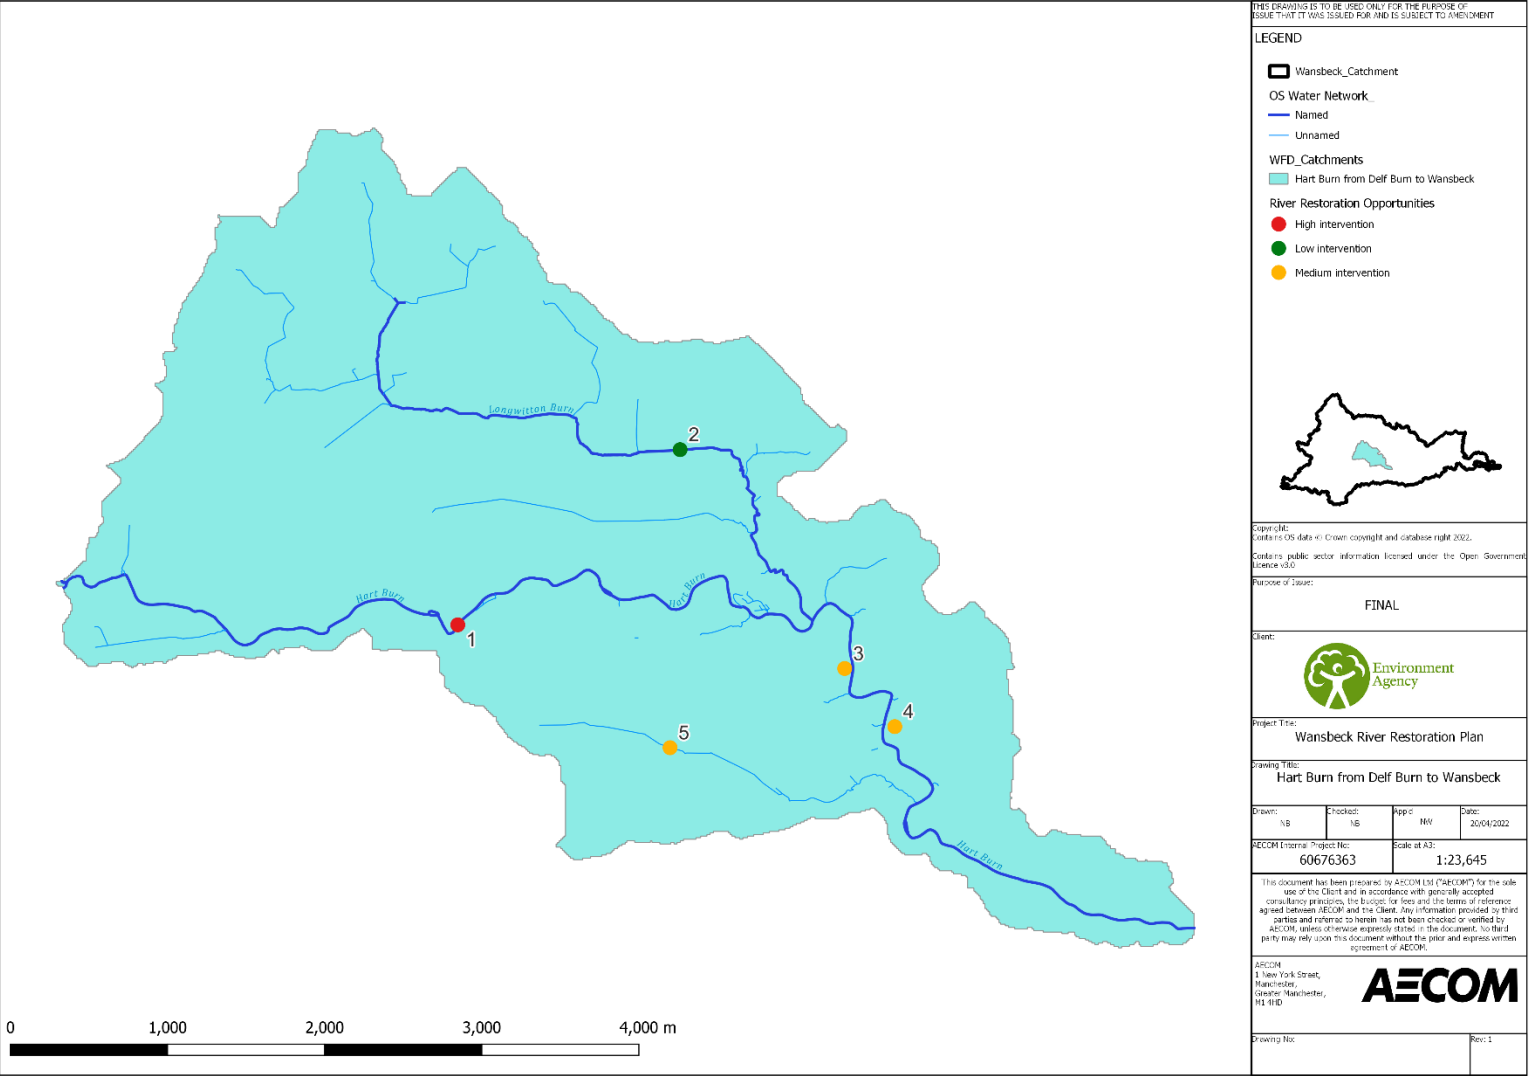 THIS DRAWING IS TO BE USED ONLY FOR THE PURPOSE OF
ISSUE THAT IT WAS ISSUED FOR AND IS SUBJECT TO AMENDMENT
LEGEND
Wansbeck_Catchment
OS Water Network_
Named
Unnamed
WFD_Catchments
Hart Burn from Delf Burn to Wansbeck
River Restoration Opportunities
High intervention
Low intervention
Medium intervention
Longwitton Burn
2
Hart Burn
Hart Burn
1
3
4
5
Hart Burn
0 1,000 2,000 3,000 4,000 m
Copyright:
Contains OS data © Crown copyright and database right 2022.
Contains public sector information licensed under the Open Government
Licence v3.0
Purpose of Issue:
FINAL
Client:
Environment
Agency
Project Title:
Wansbeck River Restoration Plan
Drawing Title:
Hart Burn from Delf Burn to Wansbeck
Drawn: Checked: App'd Date:
NB NB NW 20/04/2022
AECOM Internal Project No: Scale at A3:
60676363 1:23,645
This document has been prepared by AECOM Ltd ("AECOM") for the sole
use of the Client and in accordance with generally accepted
consultancy principles, the budget for fees and the terms of reference
agreed between AECOM and the Client. Any information provided by third
parties and referred to herein has not been checked or verified by
AECOM, unless otherwise expressly stated in the document. No third
party may rely upon this document without the prior and express written
agreement of AECOM.
AECOM
1 New York Street,
Manchester,
Greater Manchester,
M1 4HD
AECOM
Drawing No: Rev: 1